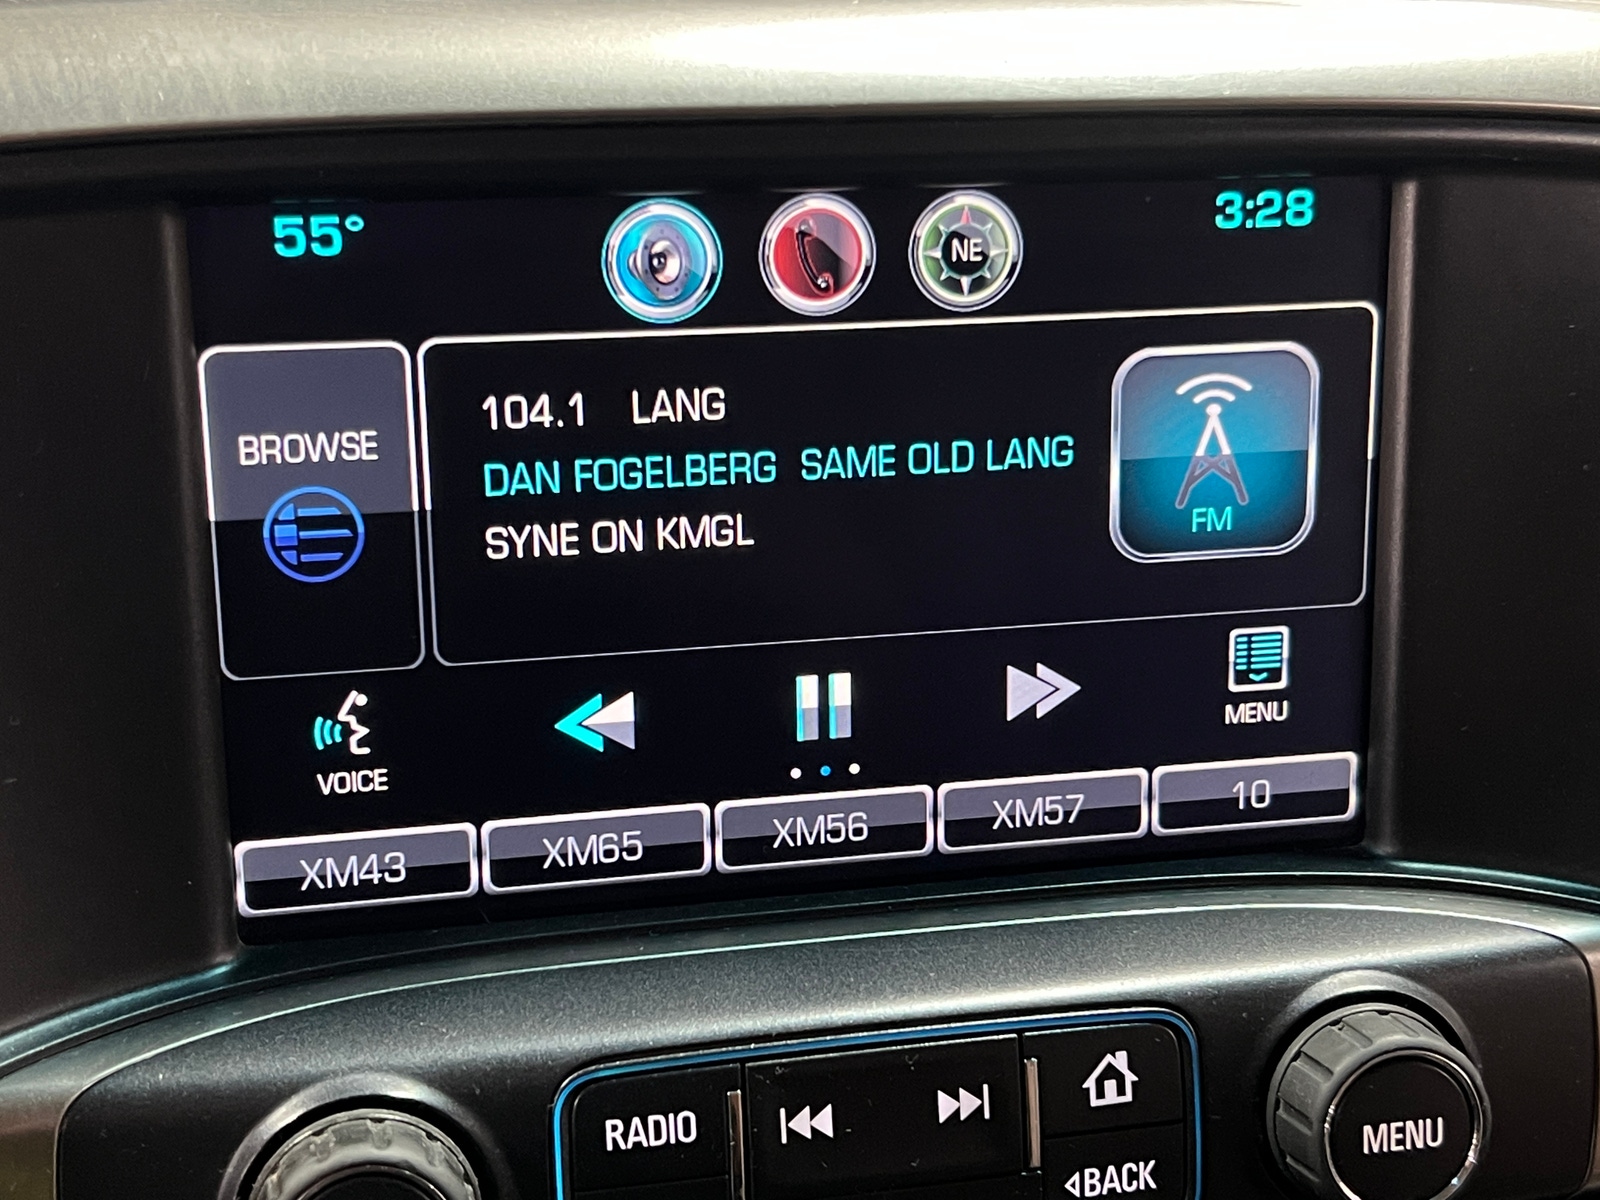 55° 3:28
NE
BROWSE
104.1 LANG
DAN FOGELBERG SAME OLD LANG
SYNE ON KMGL
FM
VOICE
MENU
XM43 XM65 XM56 XM57 10
RADIO
BACK
MENU